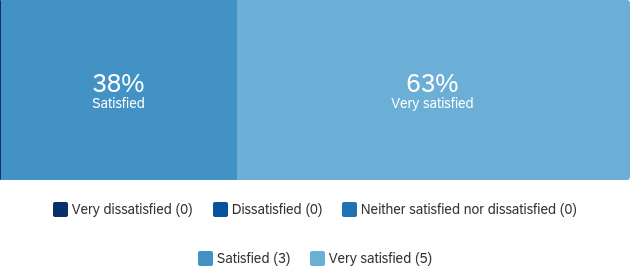 38%
Satisfied
63%
Very satisfied
Very dissatisfied (0)
Dissatisfied (0)
Neither satisfied nor dissatisfied (0)
Satisfied (3)
Very satisfied (5)